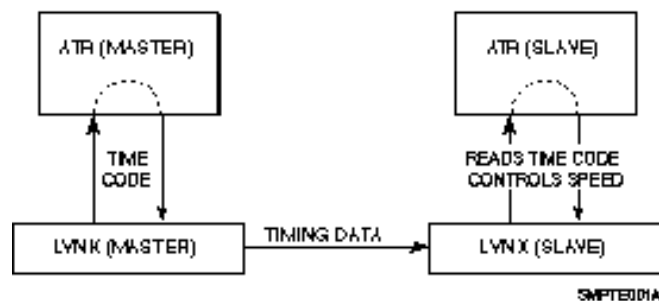 ATR (MASTER)
ATR (SLAVE)
TIME
CODE
READS TIME CODE
CONTROLS SPEED
LYNX (MASTER)
TIMING DATA
LYNX (SLAVE)
SMPTE001A